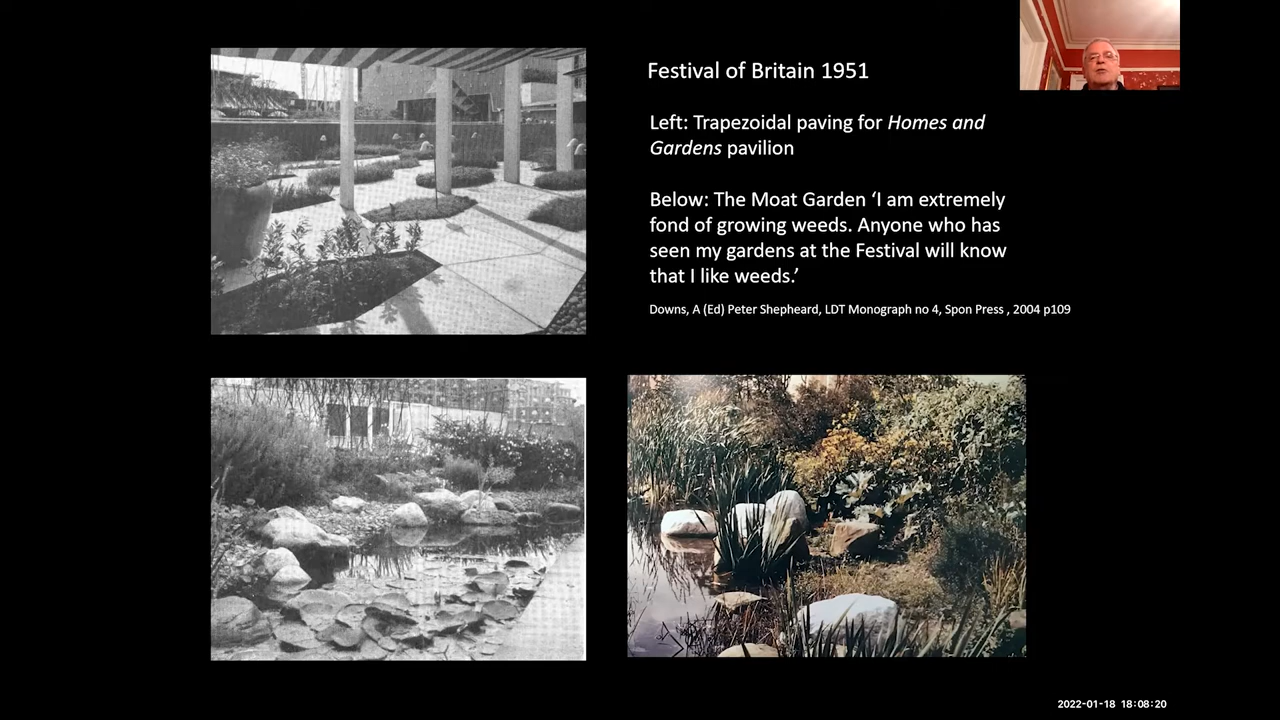 Festival of Britain 1951
Left: Trapezoidal paving for Homes and
Gardens pavilion
Below: The Moat Garden ‘I am extremely
fond of growing weeds. Anyone who has
seen my gardens at the Festival will know
that I like weeds.’
Downs, A (Ed) Peter Shepheard, LDT Monograph no 4, Spon Press , 2004 p109
2022-01-18 18:08:20